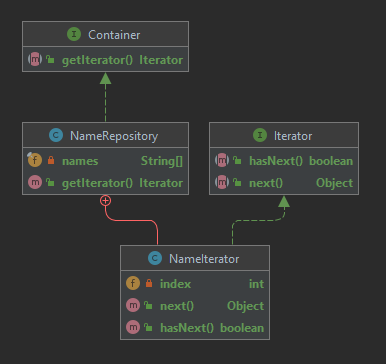 Container
getIterator() Iterator
NameRepository
names String[]
getIterator() Iterator
Iterator
hasNext() boolean
next() Object
NameIterator
index int
next() Object
hasNext() boolean